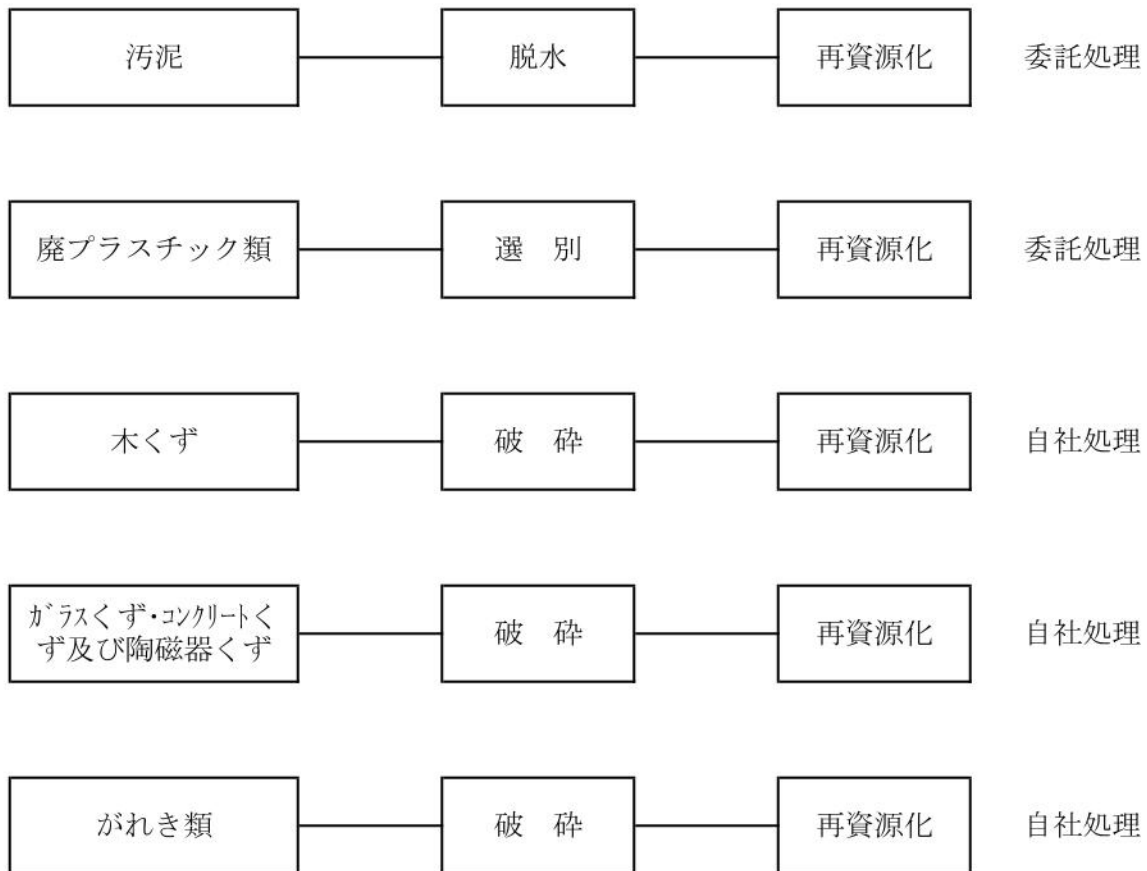 汚泥 脱水 再資源化 委託処理
廃プラスチック類 選 別 再資源化 委託処理
木くず 破 砕 再資源化 自社処理
ｶﾞﾗｽくず・ｺﾝｸﾘｰﾄく
ず及び陶磁器くず 破 砕 再資源化 自社処理
がれき類 破 砕 再資源化 自社処理